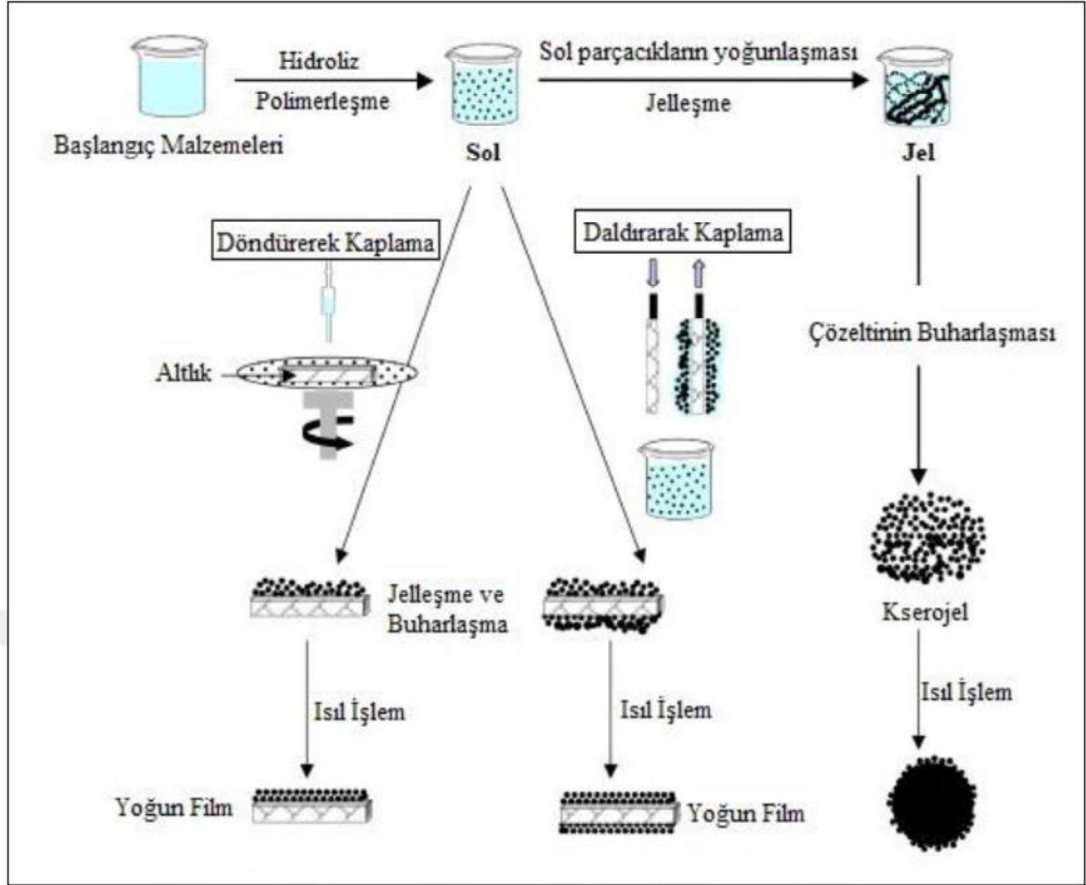 Hidroliz
Polimerleşme
Sol parçacıkların yoğunlaşması
Jelleşme
Başlangıç Malzemeleri
Sol
Jel
Döndürerek Kaplama
Daldırarak Kaplama
Altlık
Çözeltinin Buharlaşması
Jelleşme ve
Buharlaşma
Kserojel
Isıl İşlem
Isıl İşlem
Isıl İşlem
Yoğun Film
Yoğun Film